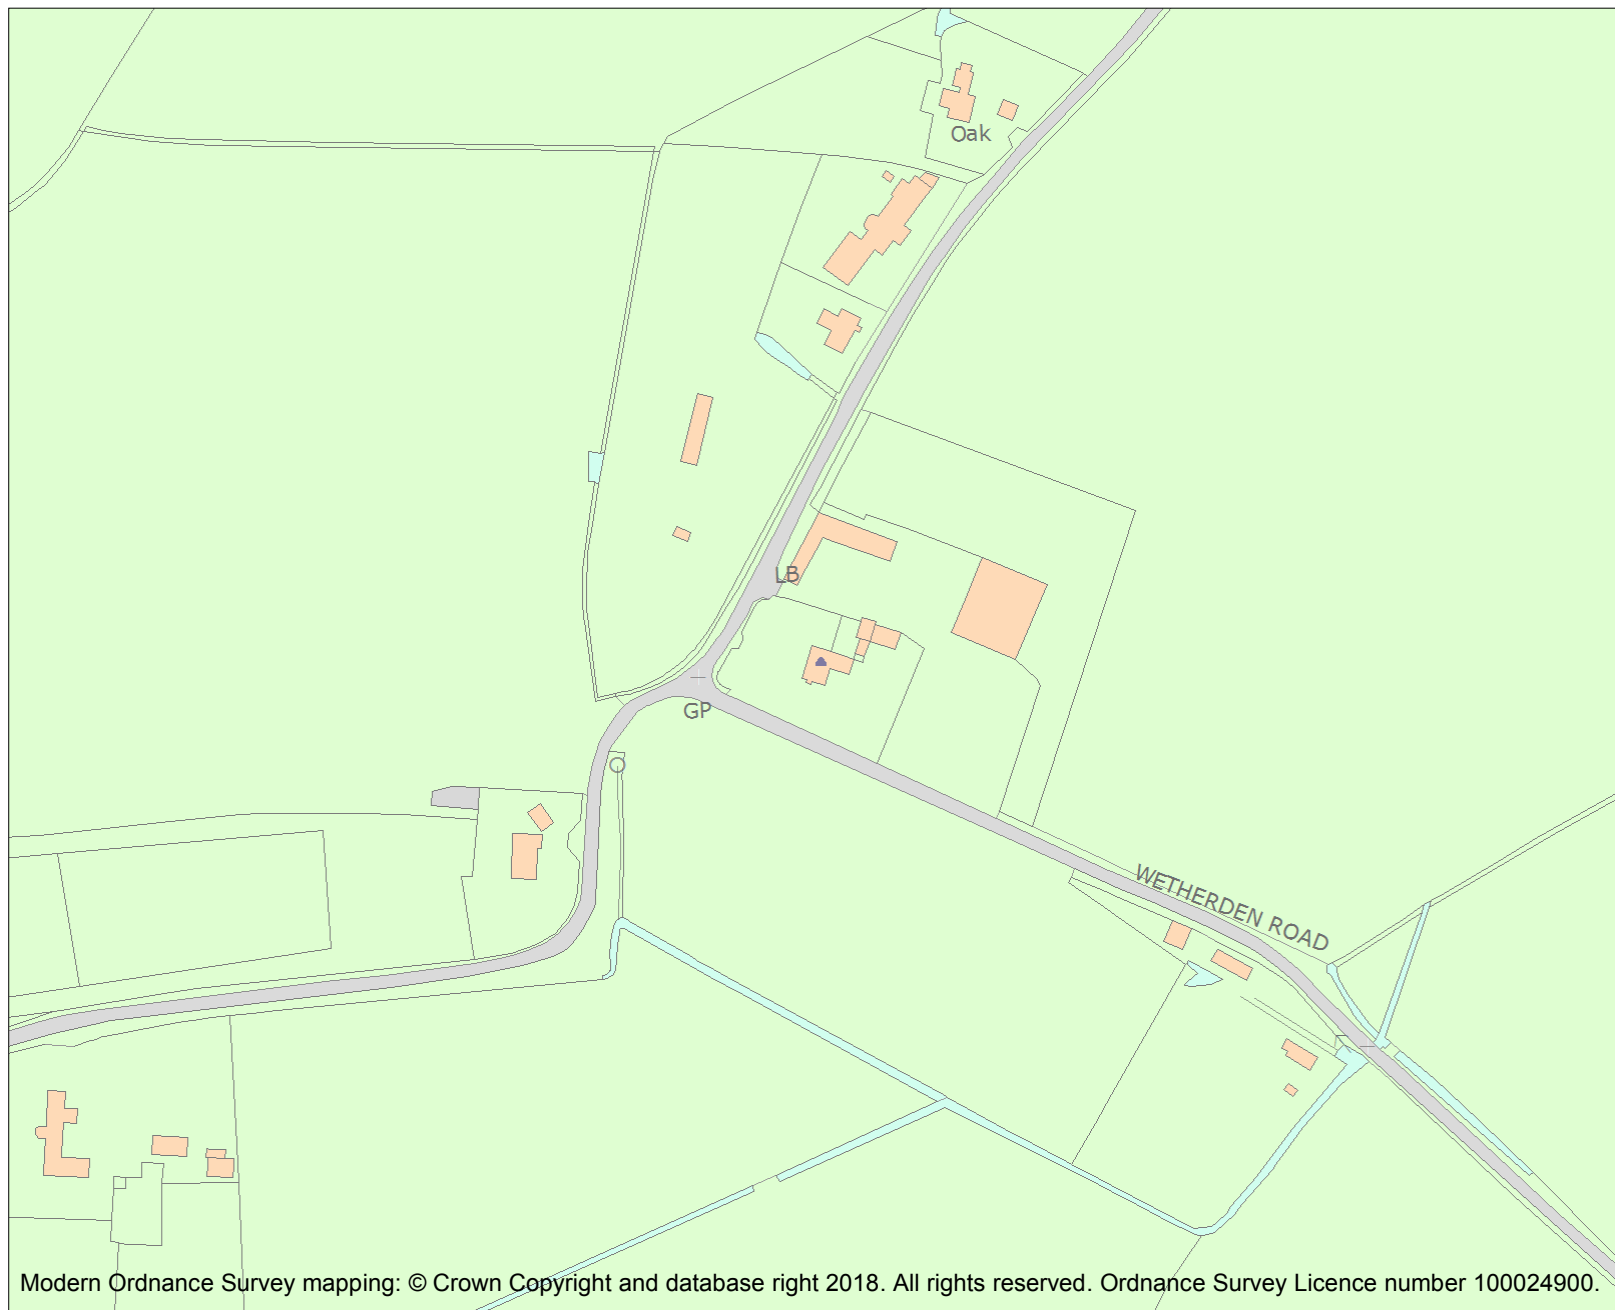 Oak
LB
GP
WETHERDEN ROAD
Modern Ordnance Survey mapping: © Crown Copyright and database right 2018. All rights reserved. Ordnance Survey Licence number 100024900.